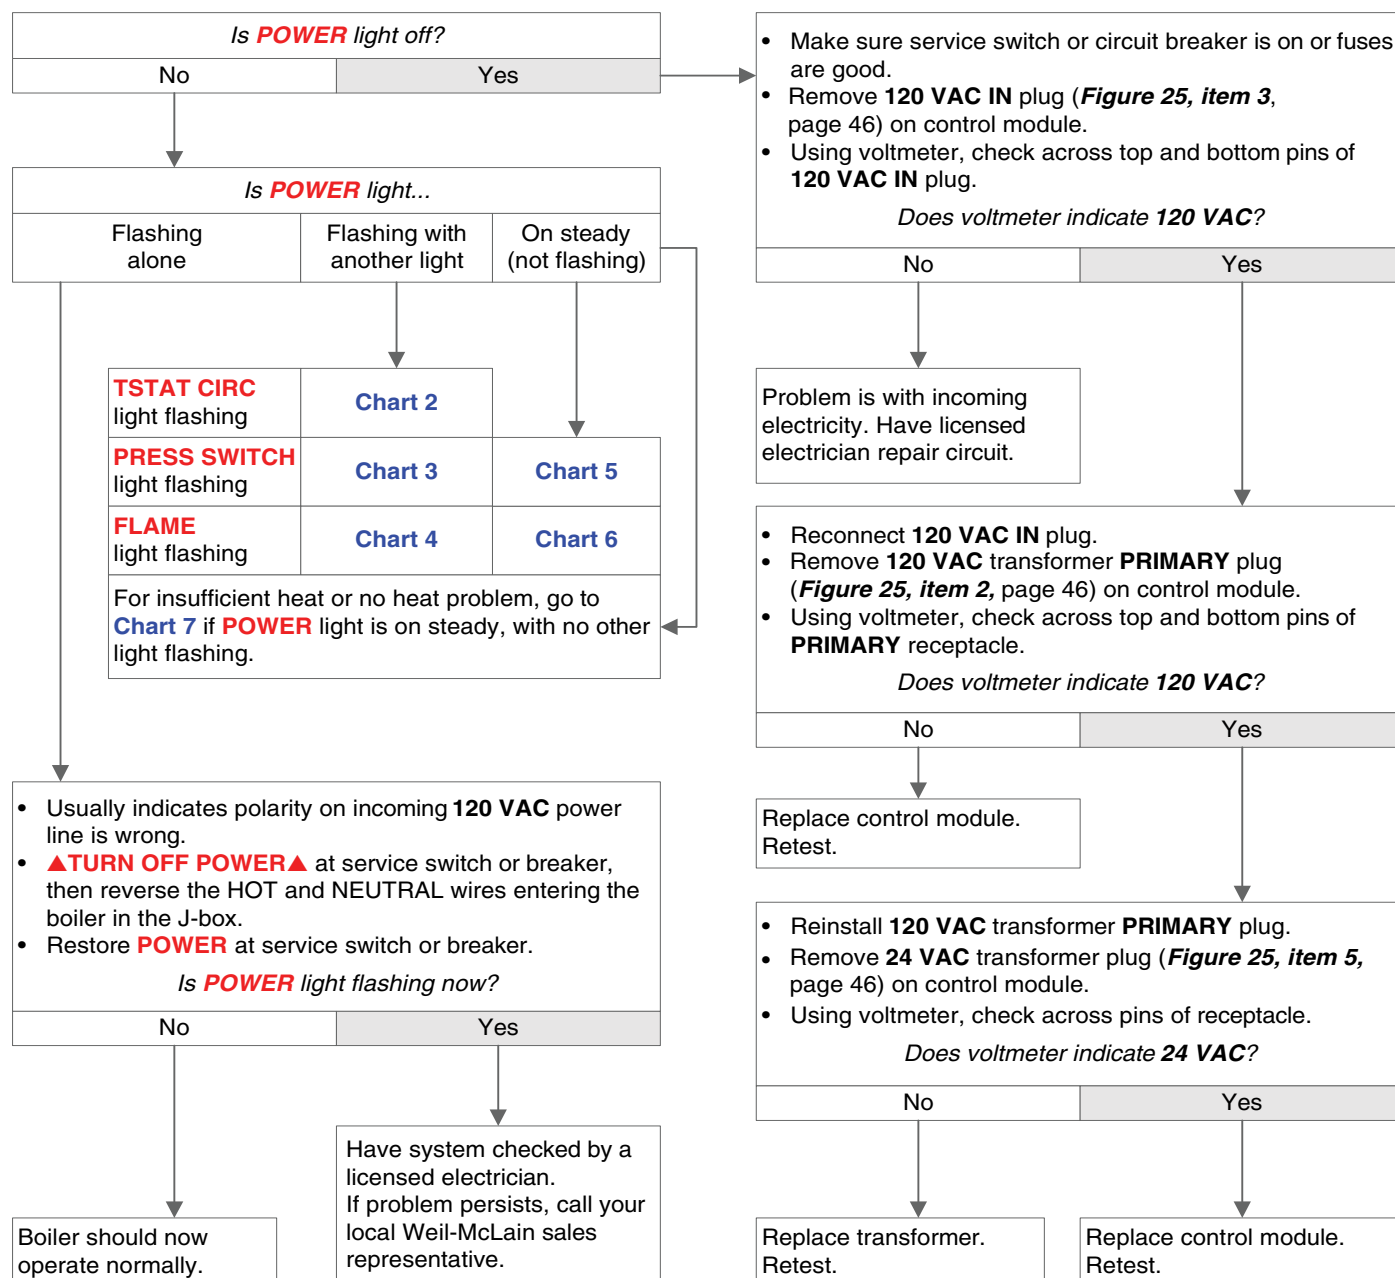 Is POWER light off?
No
Yes
Is POWER light...
Flashing
alone
Flashing with
another light
On steady
(not flashing)
TSTAT CIRC
light flashing
Chart 2
PRESS SWITCH
light flashing
Chart 3
Chart 5
FLAME
light flashing
Chart 4
Chart 6
For insufficient heat or no heat problem, go to
Chart 7 if POWER light is on steady, with no other
light flashing.
• Usually indicates polarity on incoming 120 VAC power
line is wrong.
• ▲TURN OFF POWER▲ at service switch or breaker,
then reverse the HOT and NEUTRAL wires entering the
boiler in the J-box.
• Restore POWER at service switch or breaker.
Is POWER light flashing now?
No
Yes
Boiler should now
operate normally.
Have system checked by a
licensed electrician.
If problem persists, call your
local Weil-McLain sales
representative.
• Make sure service switch or circuit breaker is on or fuses
are good.
• Remove 120 VAC IN plug (Figure 25, item 3,
page 46) on control module.
• Using voltmeter, check across top and bottom pins of
120 VAC IN plug.
Does voltmeter indicate 120 VAC?
No
Yes
Problem is with incoming
electricity. Have licensed
electrician repair circuit.
• Reconnect 120 VAC IN plug.
• Remove 120 VAC transformer PRIMARY plug
(Figure 25, item 2, page 46) on control module.
• Using voltmeter, check across top and bottom pins of
PRIMARY receptacle.
Does voltmeter indicate 120 VAC?
No
Yes
Replace control module.
Retest.
• Reinstall 120 VAC transformer PRIMARY plug.
• Remove 24 VAC transformer plug (Figure 25, item 5,
page 46) on control module.
• Using voltmeter, check across pins of receptacle.
Does voltmeter indicate 24 VAC?
No
Yes
Replace transformer.
Retest.
Replace control module.
Retest.